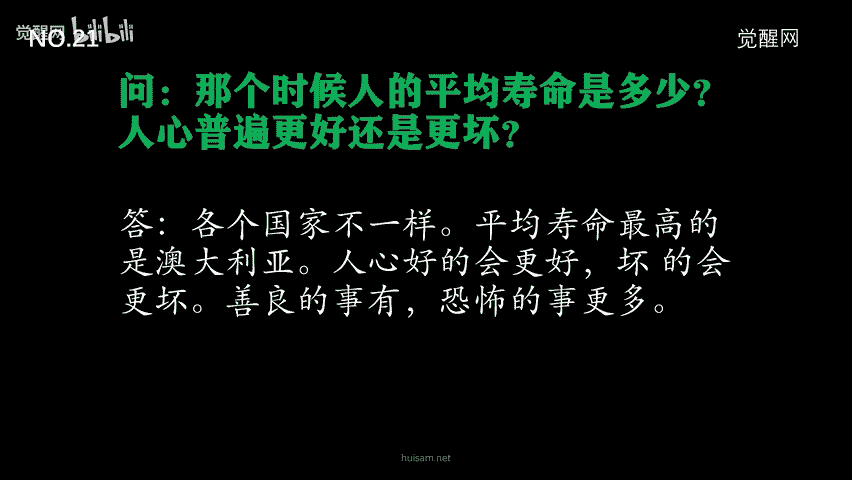 觉醒网 bilibili
NO.21
觉醒网
问：那个时候人的平均寿命是多少？
人心普遍更好还是更坏？
答：各个国家不一样。平均寿命最高的
是澳大利亚。人心好的会更好，坏 的会
更坏。善良的事有，恐怖的事更多。
huisam.net